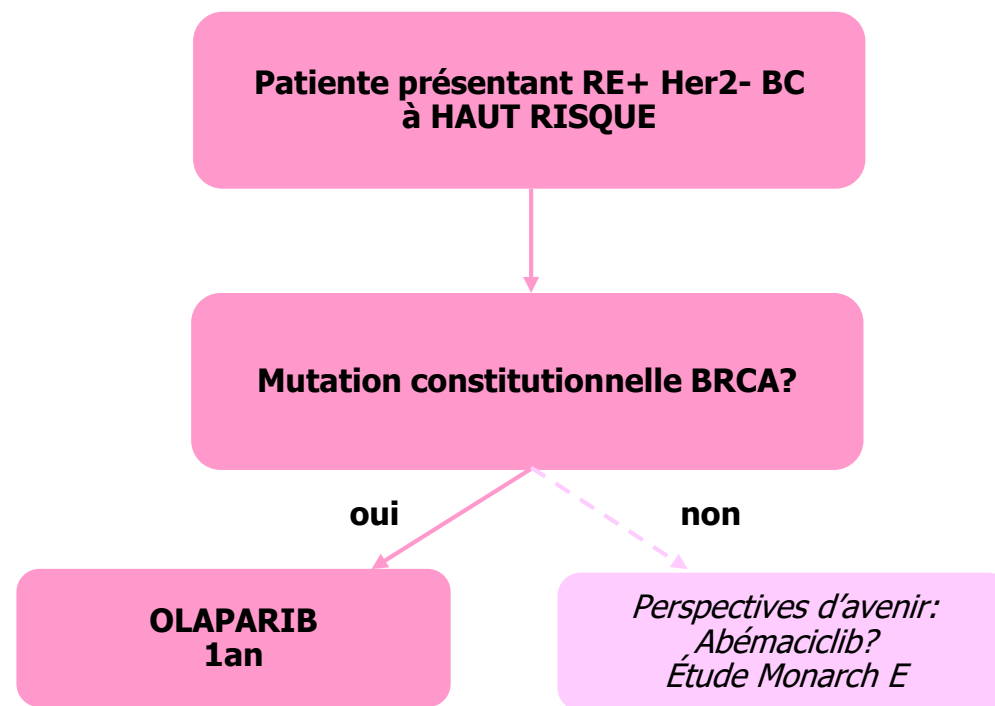 Patiente présentant RE+ Her2- BC
à HAUT RISQUE
Mutation constitutionnelle BRCA?
oui
non
OLAPARIB
1an
Perspectives d'avenir:
Abémaciclib?
Étude Monarch E